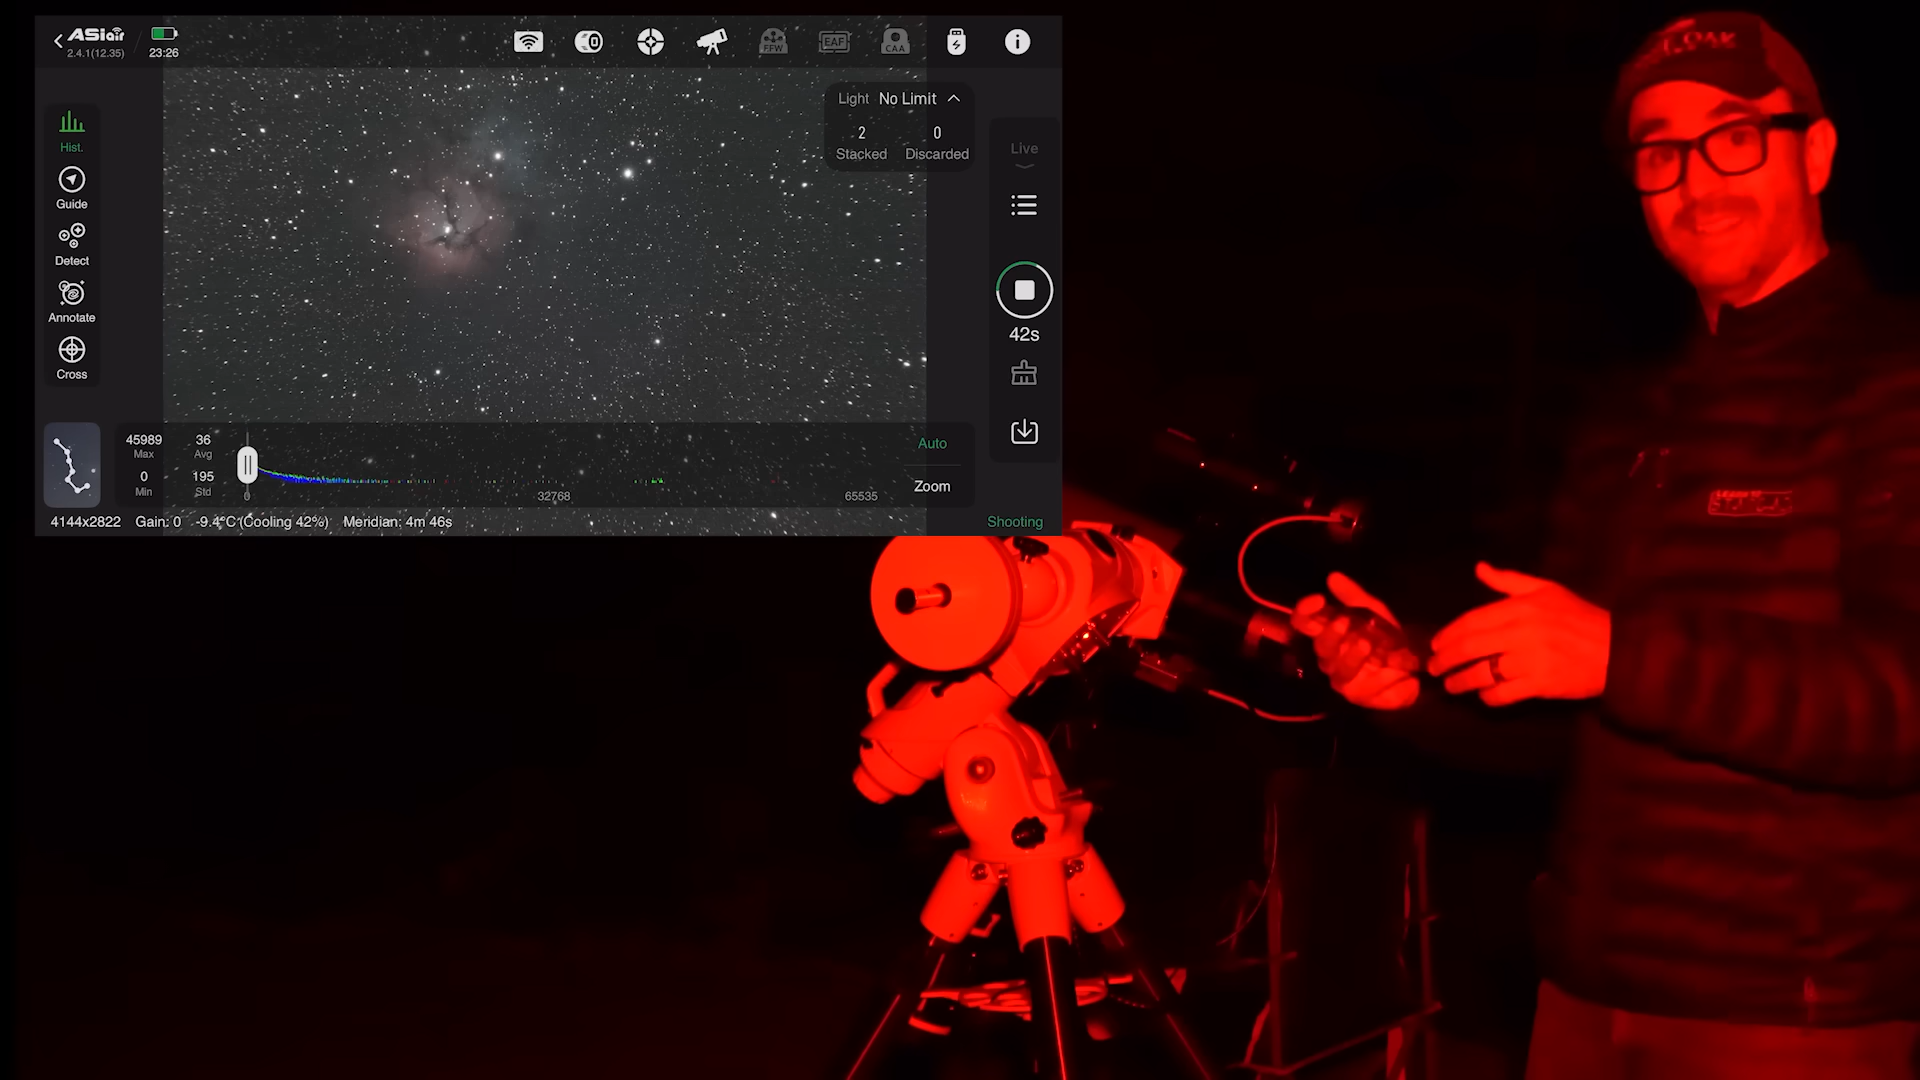 ASiair
2.4.1(12.35)
23:26
EFW
EAF
CAA
Light No Limit
2 0
Stacked Discarded
Hist.
Guide
Detect
Annotate
Cross
Live
42s
45989 36
Max Avg
0 195
Min Std
0 32768 65535
Auto
Zoom
4144x2822 Gain: 0 -9.4°C(Cooling 42%) Meridian: 4m 46s
Shooting